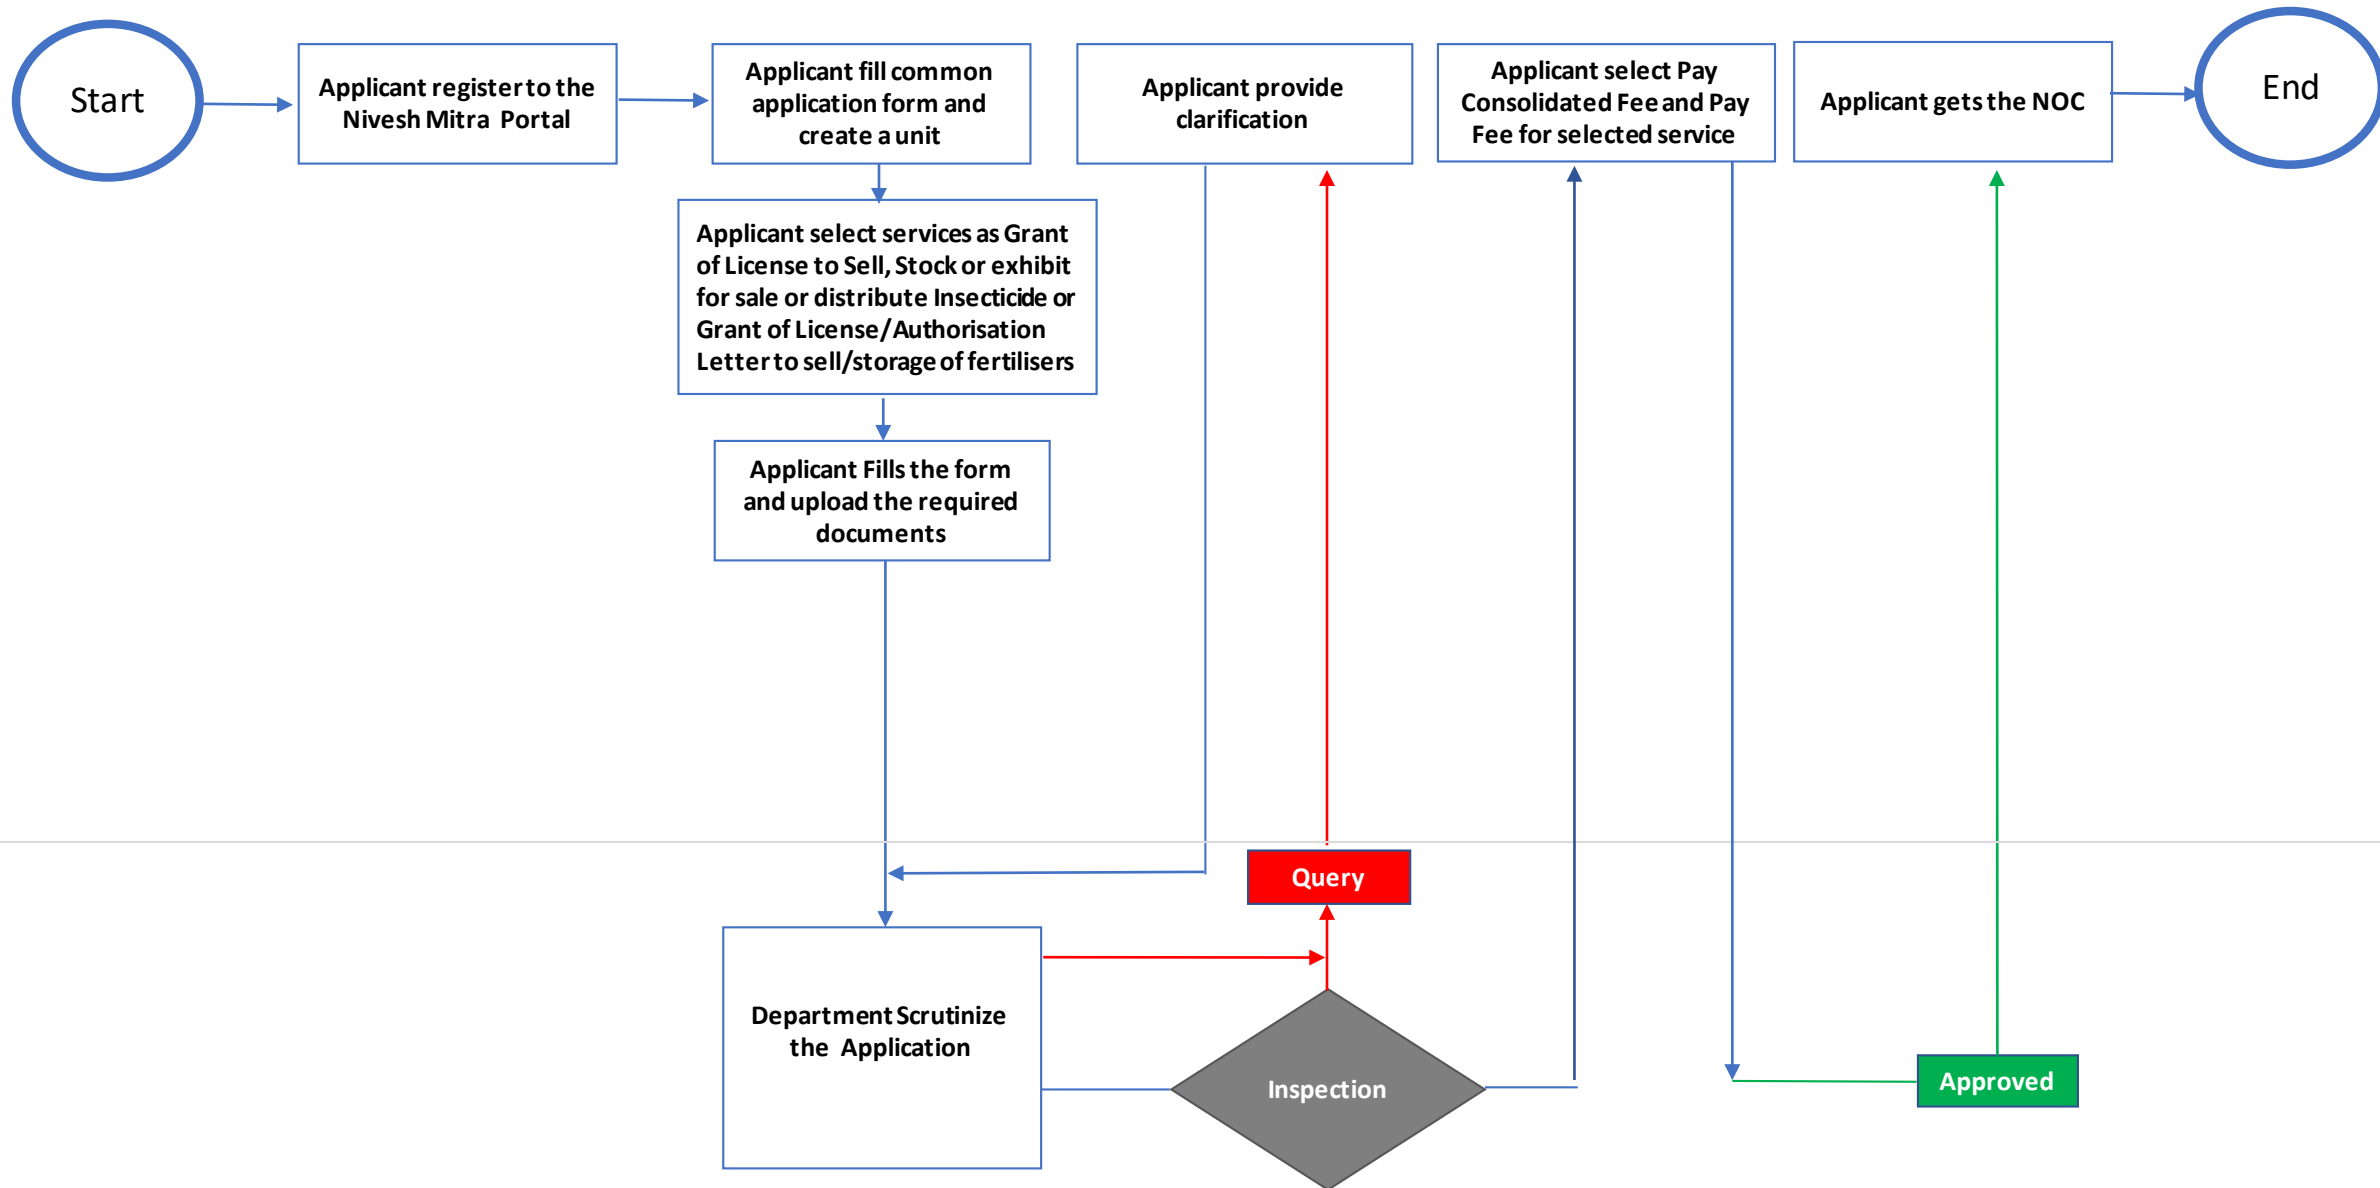 Start
Applicant register to the
Nivesh Mitra Portal
Applicant fill common
application form and
create a unit
Applicant provide
clarification
Applicant select Pay
Consolidated Fee and Pay
Fee for selected service
Applicant gets the NOC
End
Applicant select services as Grant
of License to Sell, Stock or exhibit
for sale or distribute Insecticide or
Grant of License/Authorisation
Letter to sell/storage of fertilisers
Applicant Fills the form
and upload the required
documents
Query
Department Scrutinize
the Application
Inspection
Approved